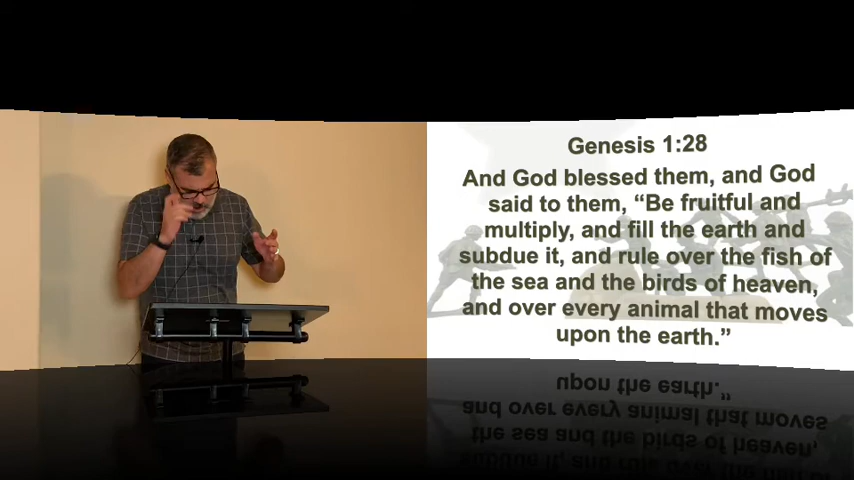 Genesis 1:28
And God blessed them, and God
said to them, “Be fruitful and
multiply, and fill the earth and
subdue it, and rule over the fish of
the sea and the birds of heaven,
and over every animal that moves
upon the earth.”